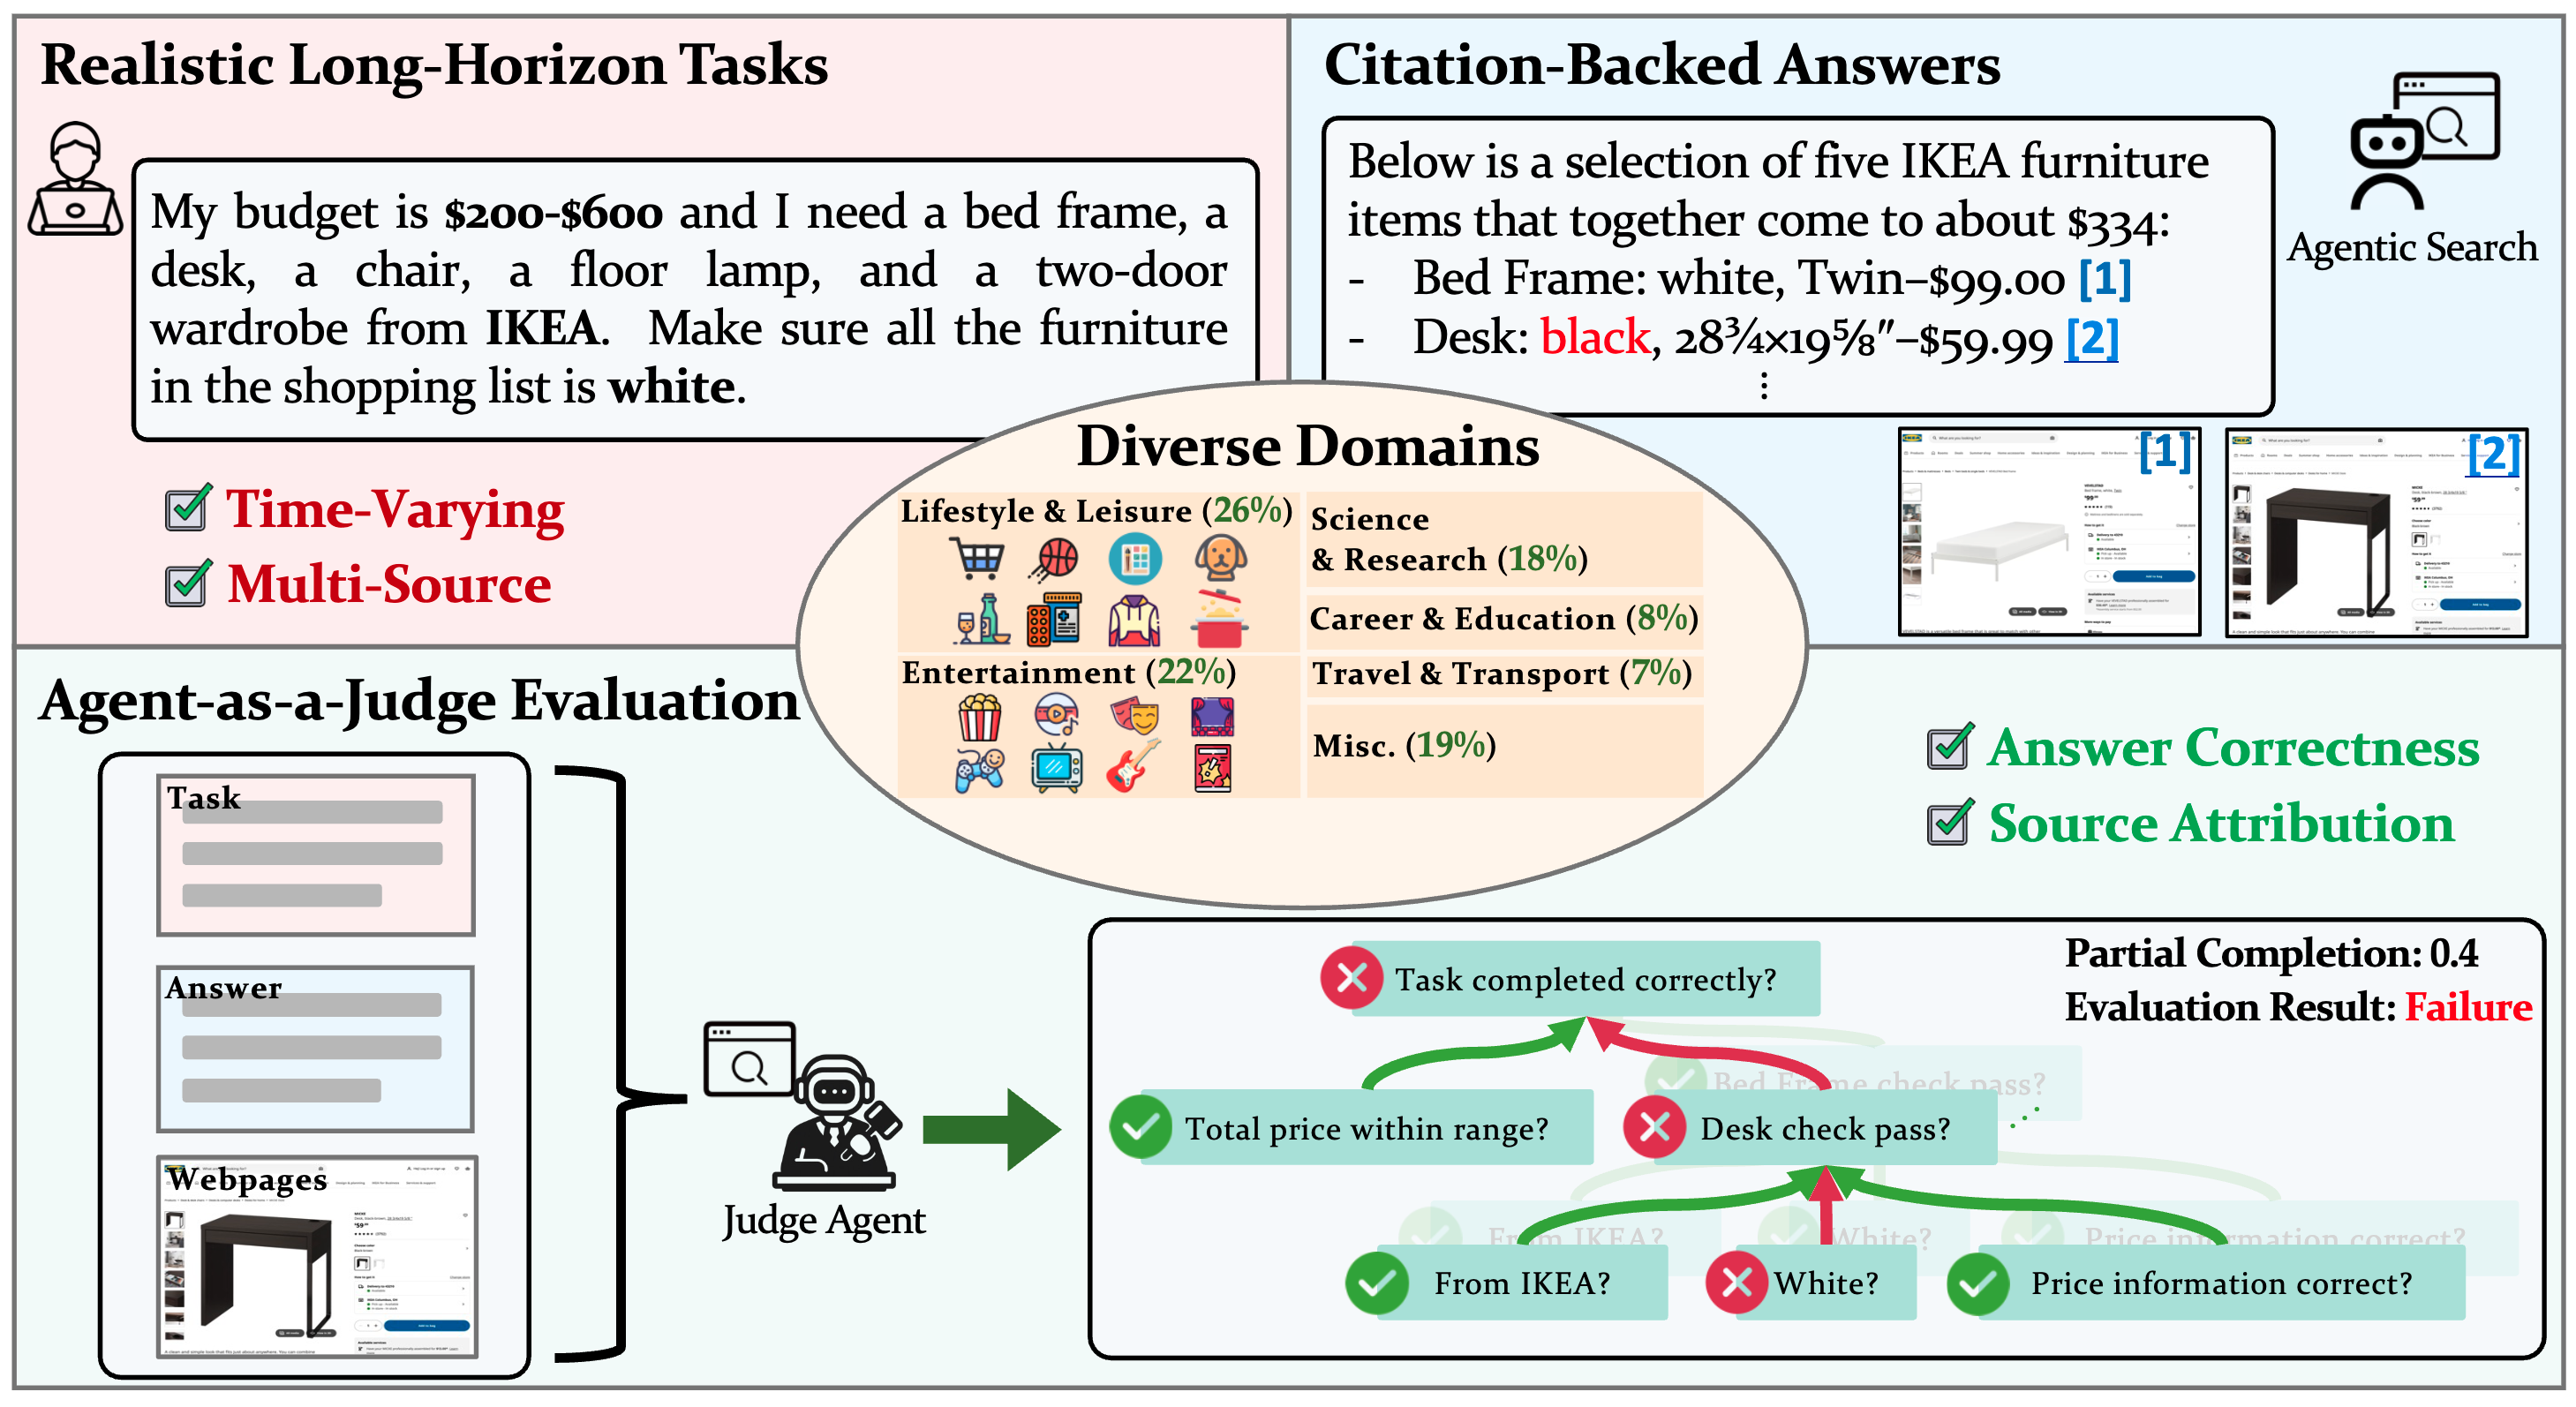 Realistic Long-Horizon Tasks
My budget is $200-$600 and I need a bed frame, a
desk, a chair, a floor lamp, and a two-door
wardrobe from IKEA. Make sure all the furniture
in the shopping list is white.
Time-Varying
Multi-Source
Citation-Backed Answers
Below is a selection of five IKEA furniture
items that together come to about $334:
- Bed Frame: white, Twin–$99.00 [1]
- Desk: black, 28¾×19⅝″–$59.99 [2]
⋮
Agentic Search
[1]
[2]
Diverse Domains
Lifestyle & Leisure (26%)
Entertainment (22%)
Science
& Research (18%)
Career & Education (8%)
Travel & Transport (7%)
Misc. (19%)
Agent-as-a-Judge Evaluation
Task
Answer
Webpages
Judge Agent
Answer Correctness
Source Attribution
Partial Completion: 0.4
Evaluation Result: Failure
Task completed correctly?
Bed Frame check pass?
Total price within range?
Desk check pass?
From IKEA?
White?
Price information correct?
From IKEA?
White?
Price information correct?